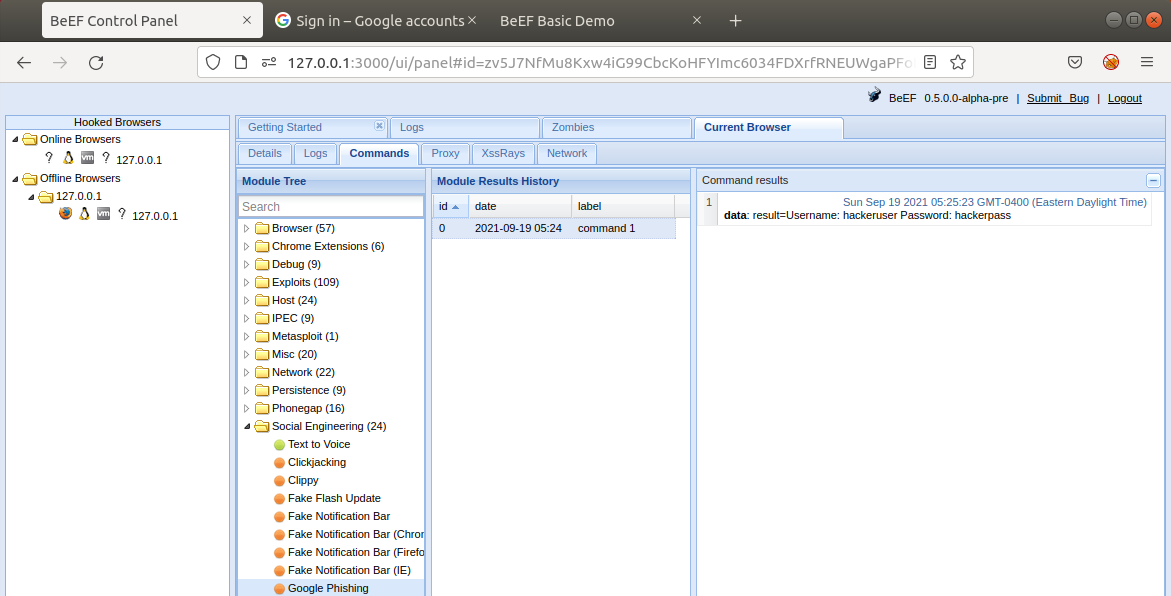 BeEF Control Panel
Sign in – Google accounts
BeEF Basic Demo
127.0.0.1:3000/ui/panel#id=zv5J7NfMu8Kxw4iG99CbcKoHFYImc6034FDXrfRNEUWgaPFo
BeEF 0.5.0.0-alpha-pre | Submit Bug | Logout
Hooked Browsers
Online Browsers
? vm ? 127.0.0.1
Offline Browsers
127.0.0.1
vm ? 127.0.0.1
Getting Started
Logs
Zombies
Current Browser
Details
Logs
Commands
Proxy
XssRays
Network
Module Tree
Search
Browser (57)
Chrome Extensions (6)
Debug (9)
Exploits (109)
Host (24)
IPEC (9)
Metasploit (1)
Misc (20)
Network (22)
Persistence (9)
Phonegap (16)
Social Engineering (24)
Text to Voice
Clickjacking
Clippy
Fake Flash Update
Fake Notification Bar
Fake Notification Bar (Chror
Fake Notification Bar (Firefo
Fake Notification Bar (IE)
Google Phishing
Module Results History
id date label
0 2021-09-19 05:24 command 1
Command results
1 Sun Sep 19 2021 05:25:23 GMT-0400 (Eastern Daylight Time)
data: result=Username: hackeruser Password: hackerpass